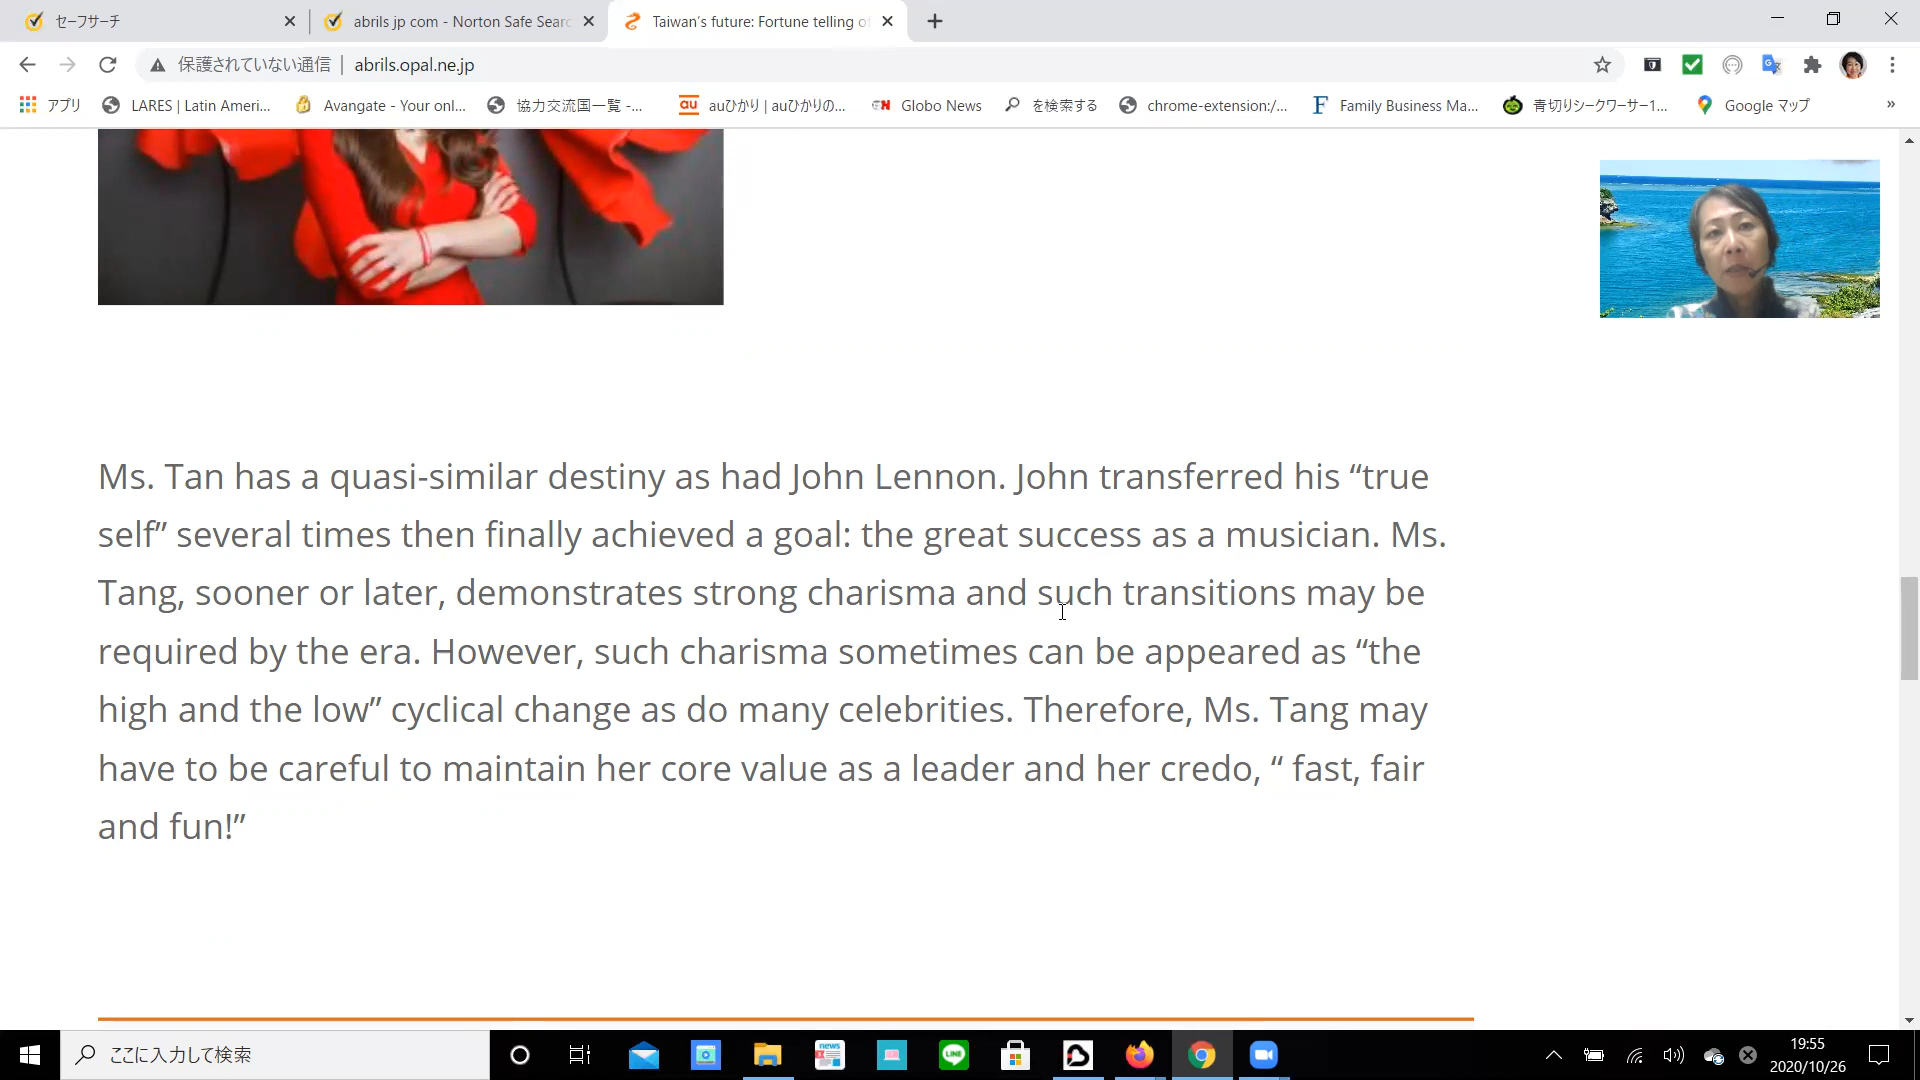 セーフサーチ
abrils jp com - Norton Safe Searc
Taiwan's future: Fortune telling of
保護されていない通信 | abrils.opal.ne.jp
アプリ
LARES | Latin Ameri...
Avangate - Your onl...
協力交流国一覧 -...
au
auひかり | auひかりの...
Globo News
を検索する
chrome-extension:/...
Family Business Ma...
青切りシークワーサー1...
Google マップ
»
Ms. Tan has a quasi-similar destiny as had John Lennon. John transferred his “true
self” several times then finally achieved a goal: the great success as a musician. Ms.
Tang, sooner or later, demonstrates strong charisma and such transitions may be
required by the era. However, such charisma sometimes can be appeared as “the
high and the low” cyclical change as do many celebrities. Therefore, Ms. Tang may
have to be careful to maintain her core value as a leader and her credo, “ fast, fair
and fun!”
ここに入力して検索
news
LINE
19:55
2020/10/26